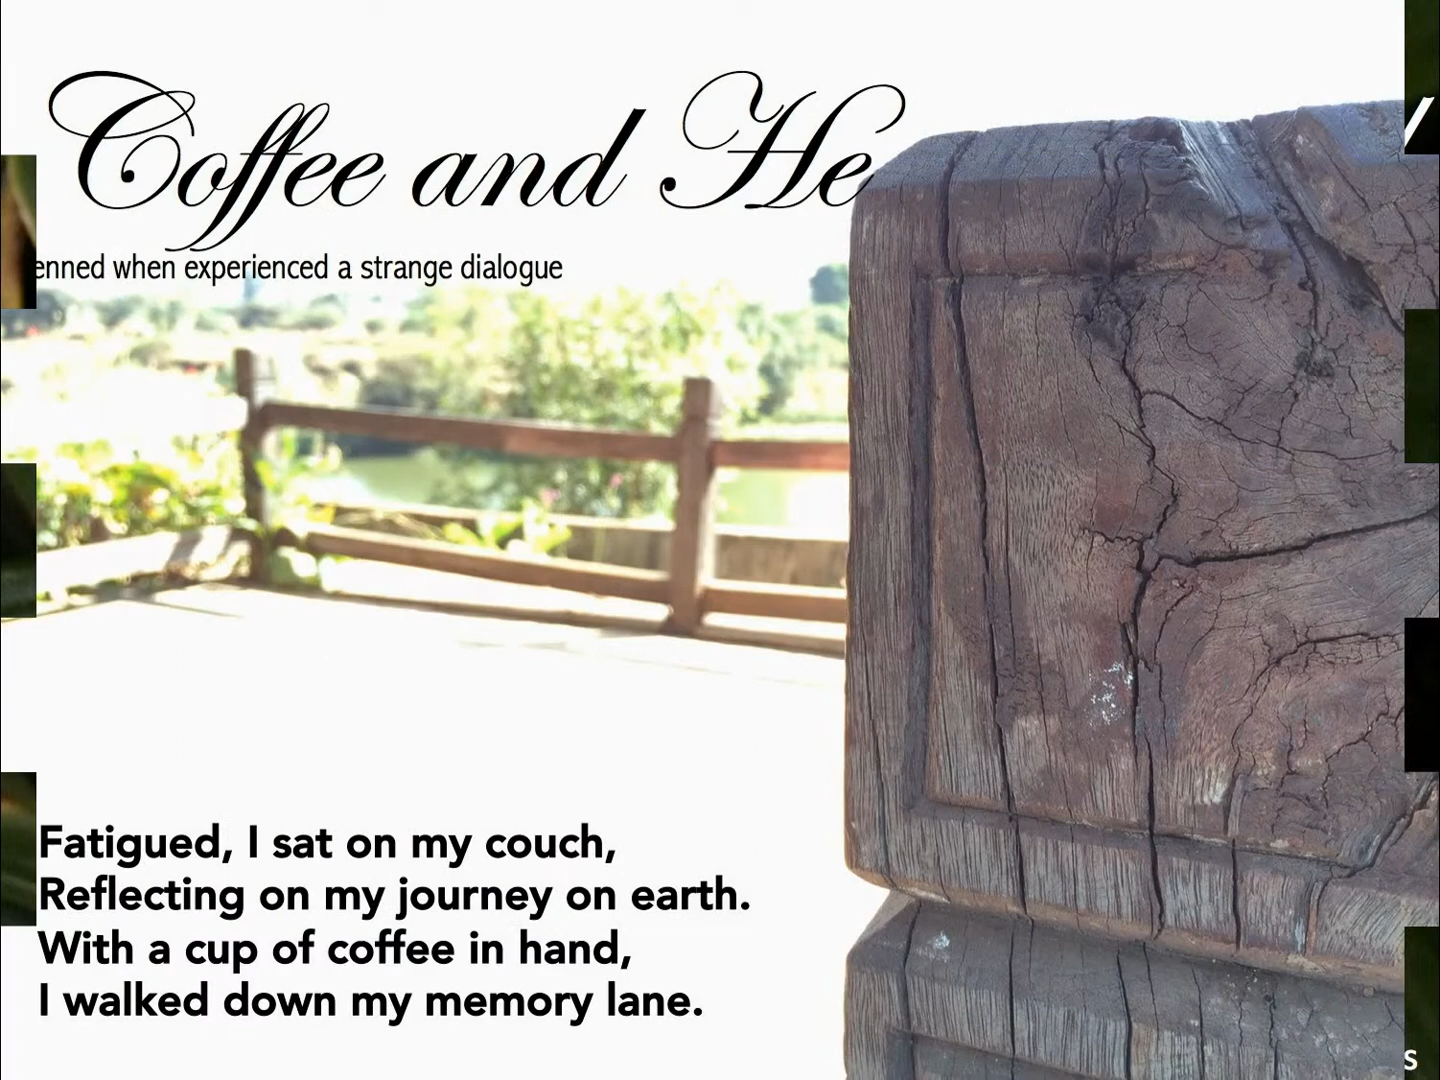 Coffee and He
enned when experienced a strange dialogue
Fatigued, I sat on my couch,
Reflecting on my journey on earth.
With a cup of coffee in hand,
I walked down my memory lane.
s